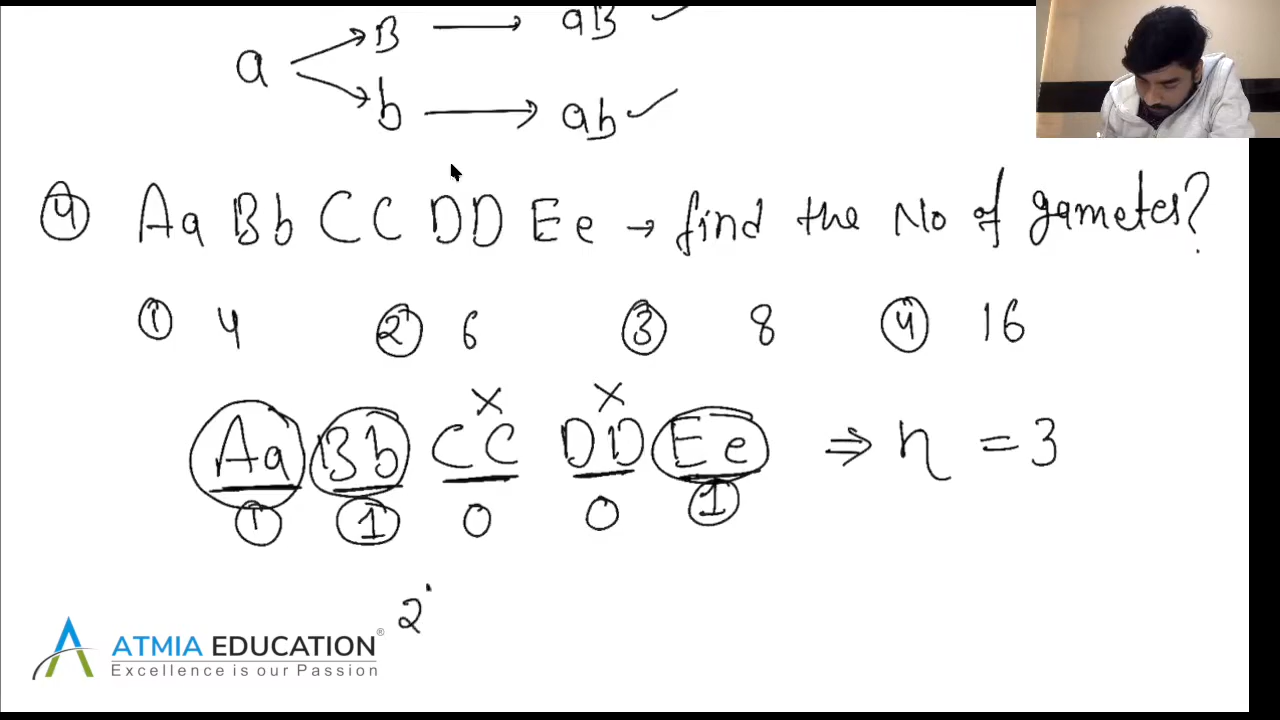 a B → aB ✓
b → ab ✓
④ Aa Bb CC DD Ee → find the No of gametes?
① 4 ② 6 ③ 8 ④ 16
× ×
Aa Bb CC DD Ee ⇒ n = 3
1 1 0 0 1
2
ATMIA EDUCATION®
Excellence is our Passion